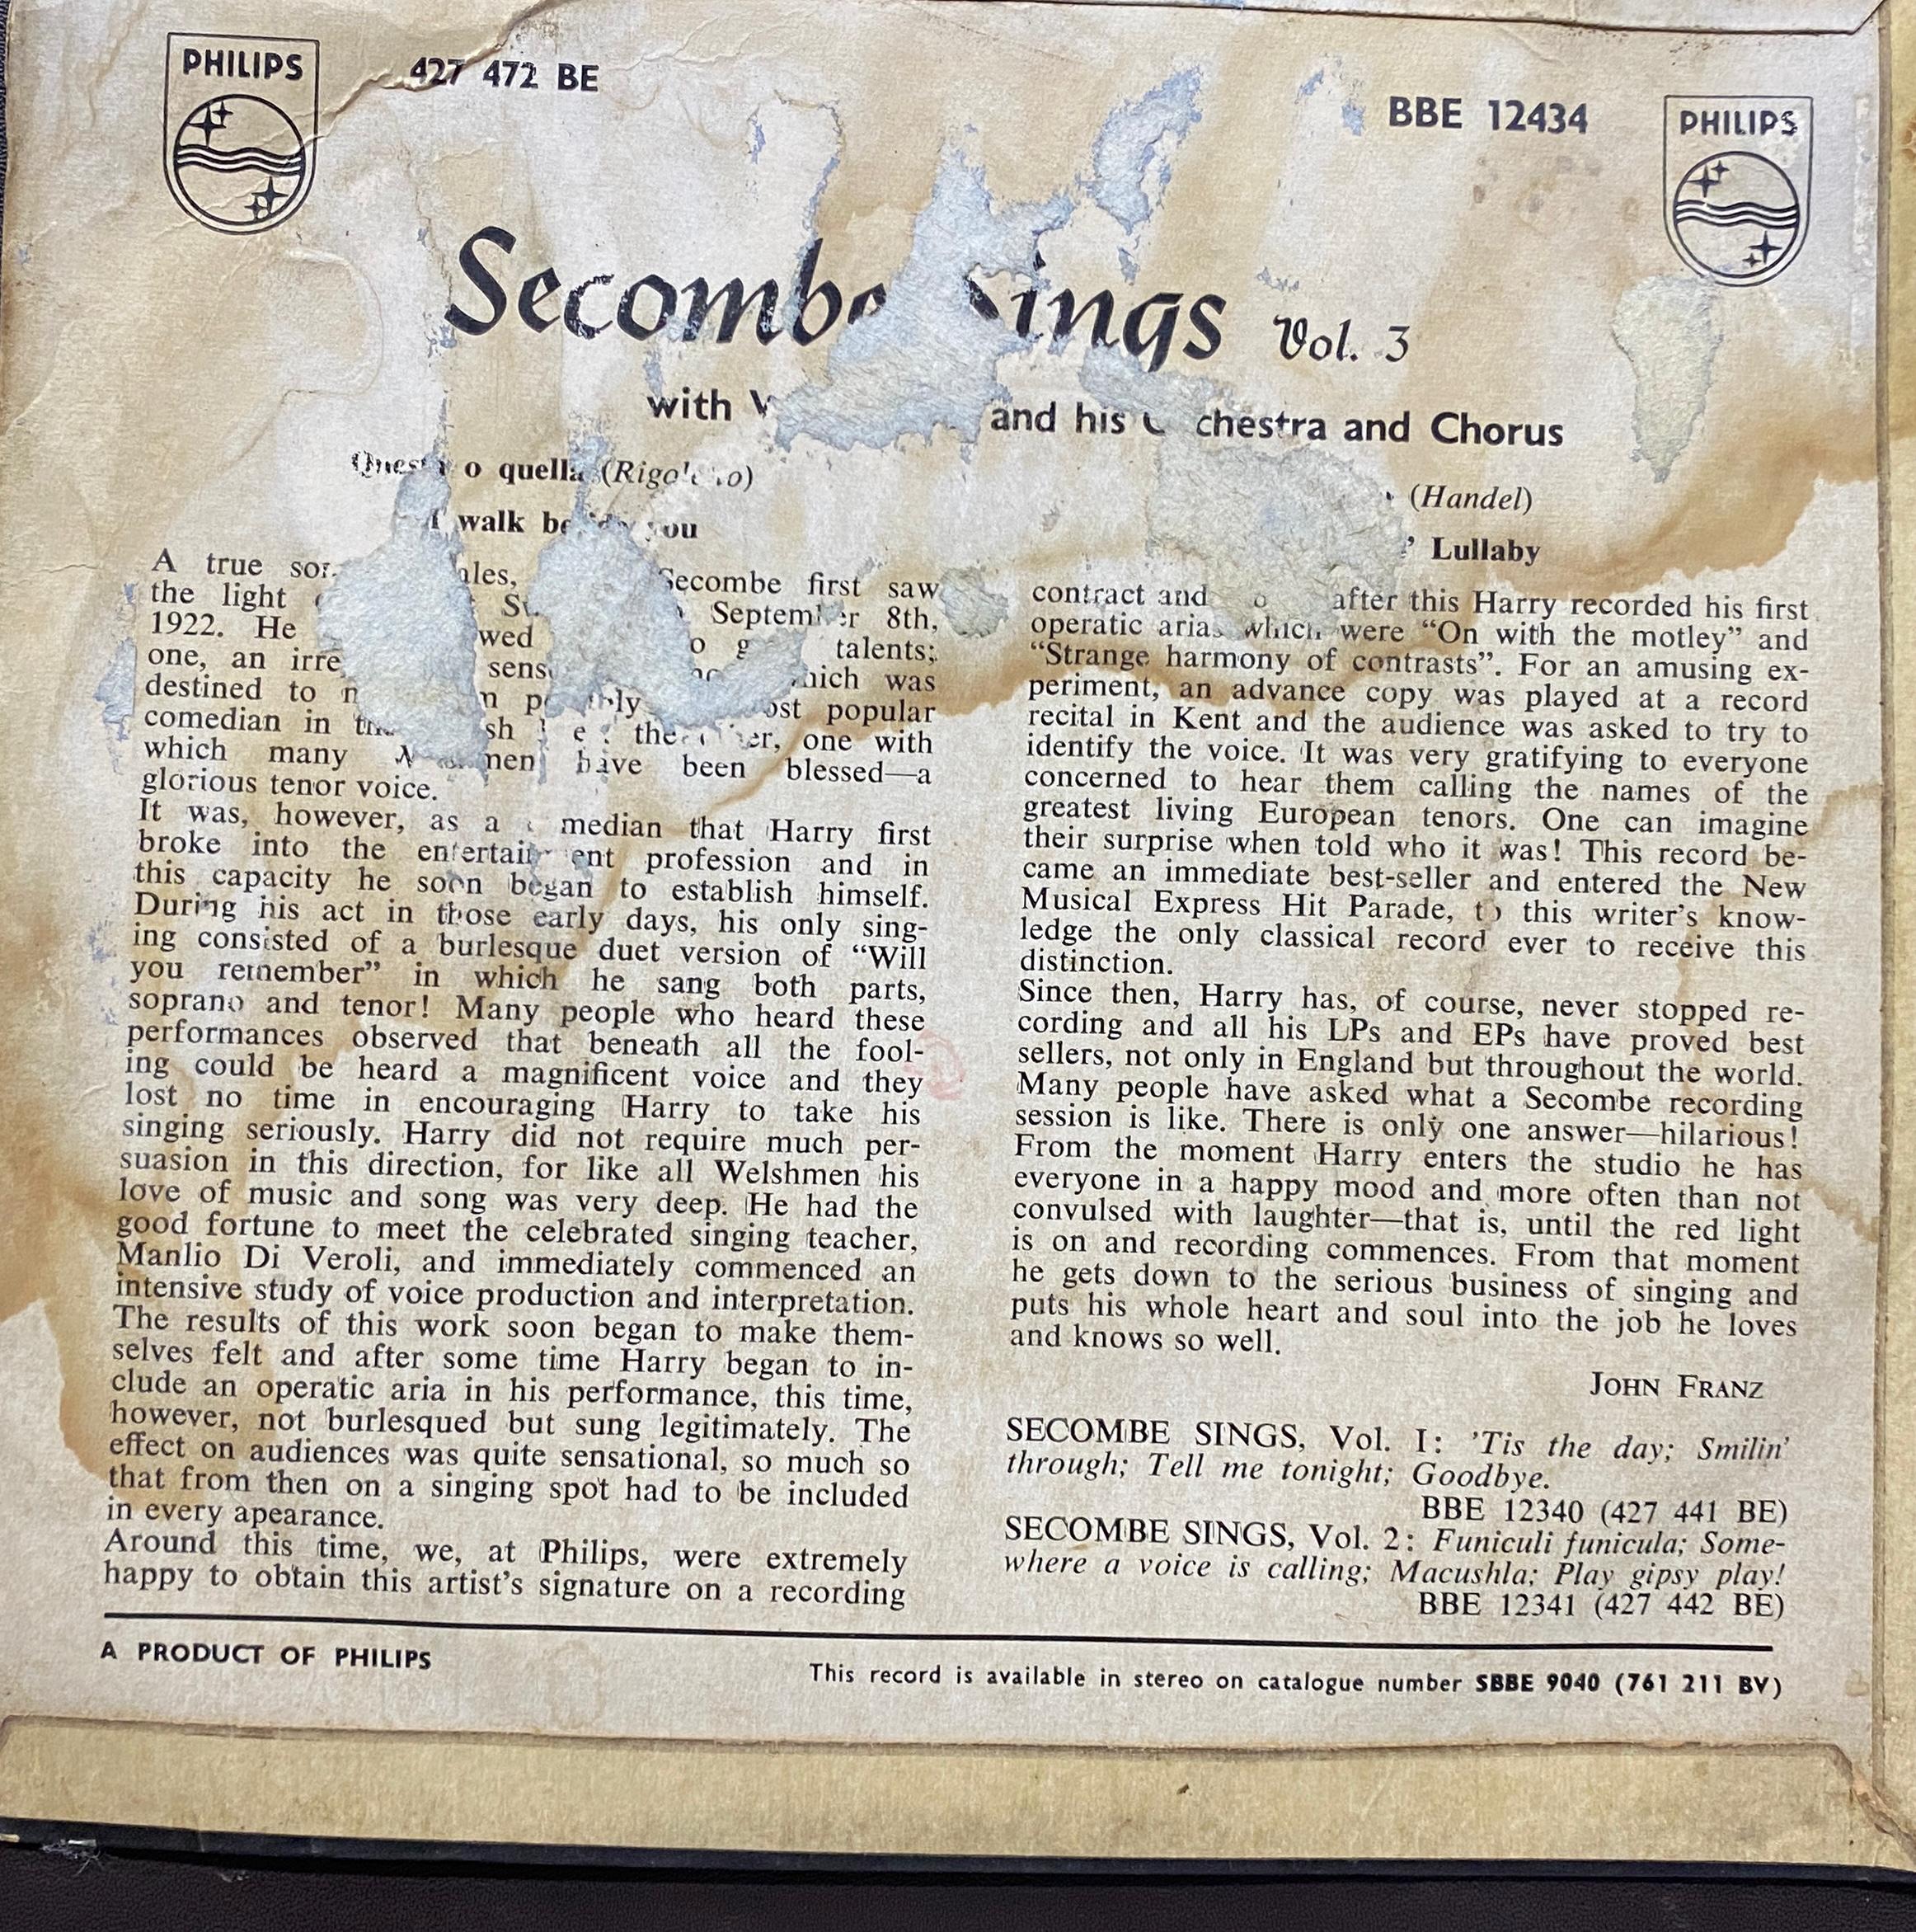 PHILIPS
427 472 BE
BBE 12434
PHILIPS
Secombe Sings Vol. 3
with and his Orchestra and Chorus
Questa o quella (Rigoletto)
walk beside you
(Handel)
Lullaby
A true son Wales, Secombe first saw
the light September 8th,
1922. He talents;
one, an which was
destined to most popular
comedian in the other, one with
which many have been blessed—a
glorious tenor voice.
It was, however, as a comedian that Harry first
broke into the entertainment profession and in
this capacity he soon began to establish himself.
During his act in those early days, his only sing-
ing consisted of a burlesque duet version of “Will
you remember” in which he sang both parts,
soprano and tenor! Many people who heard these
performances observed that beneath all the fool-
ing could be heard a magnificent voice and they
lost no time in encouraging Harry to take his
singing seriously. Harry did not require much per-
suasion in this direction, for like all Welshmen his
love of music and song was very deep. He had the
good fortune to meet the celebrated singing teacher,
Manlio Di Veroli, and immediately commenced an
intensive study of voice production and interpretation.
The results of this work soon began to make them-
selves felt and after some time Harry began to in-
clude an operatic aria in his performance, this time,
however, not burlesqued but sung legitimately. The
effect on audiences was quite sensational, so much so
that from then on a singing spot had to be included
in every apearance.
Around this time, we, at Philips, were extremely
happy to obtain this artist’s signature on a recording
contract and after this Harry recorded his first
operatic arias which were “On with the motley” and
“Strange harmony of contrasts”. For an amusing ex-
periment, an advance copy was played at a record
recital in Kent and the audience was asked to try to
identify the voice. It was very gratifying to everyone
concerned to hear them calling the names of the
greatest living European tenors. One can imagine
their surprise when told who it was! This record be-
came an immediate best-seller and entered the New
Musical Express Hit Parade, to this writer’s know-
ledge the only classical record ever to receive this
distinction.
Since then, Harry has, of course, never stopped re-
cording and all his LPs and EPs have proved best
sellers, not only in England but throughout the world.
Many people have asked what a Secombe recording
session is like. There is only one answer—hilarious!
From the moment Harry enters the studio he has
everyone in a happy mood and more often than not
convulsed with laughter—that is, until the red light
is on and recording commences. From that moment
he gets down to the serious business of singing and
puts his whole heart and soul into the job he loves
and knows so well.
JOHN FRANZ
SECOMBE SINGS, Vol. I: ’Tis the day; Smilin’
through; Tell me tonight; Goodbye.
BBE 12340 (427 441 BE)
SECOMBE SINGS, Vol. 2: Funiculi funicula; Some-
where a voice is calling; Macushla; Play gipsy play!
BBE 12341 (427 442 BE)
A PRODUCT OF PHILIPS
This record is available in stereo on catalogue number SBBE 9040 (761 211 BV)